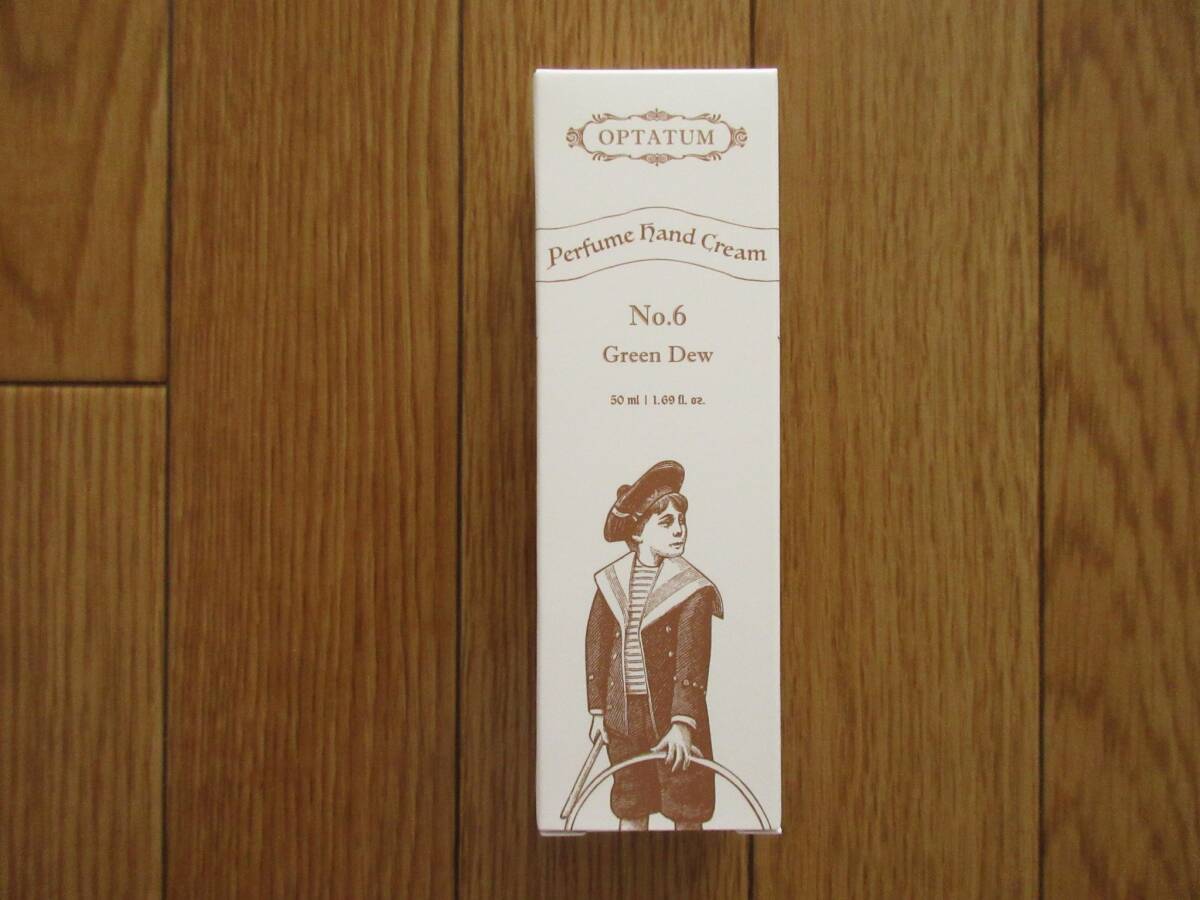 OPTATUM
Perfume Hand Cream
No.6
Green Dew
50 ml | 1.69 fl. oz.